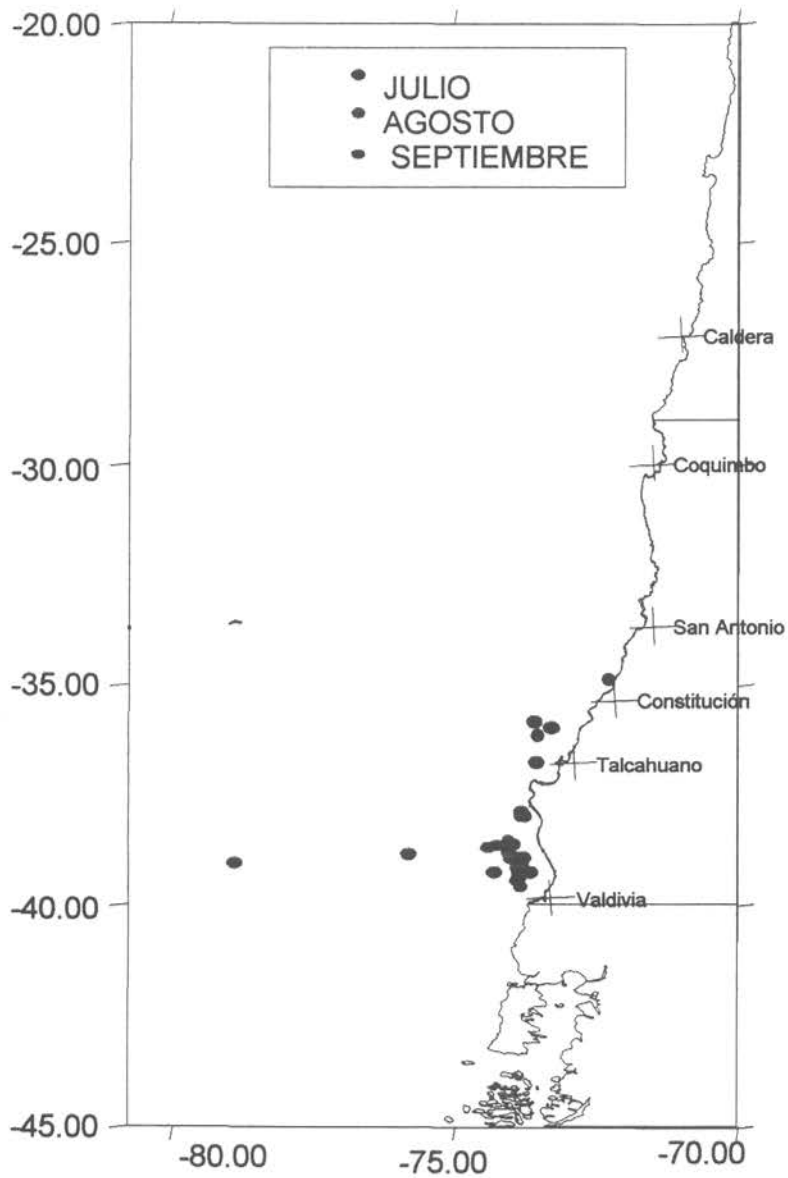 -20.00
JULIO
AGOSTO
SEPTIEMBRE
-25.00
Caldera
-30.00
Coquimbo
San Antonio
-35.00
Constitución
Talcahuano
-40.00
Valdivia
-45.00
-80.00
-75.00
-70.00